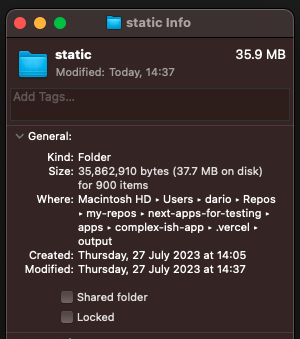 static Info
static 35.9 MB
Modified: Today, 14:37
Add Tags...
General:
Kind: Folder
Size: 35,862,910 bytes (37.7 MB on disk)
for 900 items
Where: Macintosh HD ▸ Users ▸ dario ▸ Repos
▸ my-repos ▸ next-apps-for-testing ▸
apps ▸ complex-ish-app ▸ .vercel ▸
output
Created: Thursday, 27 July 2023 at 14:05
Modified: Thursday, 27 July 2023 at 14:37
Shared folder
Locked